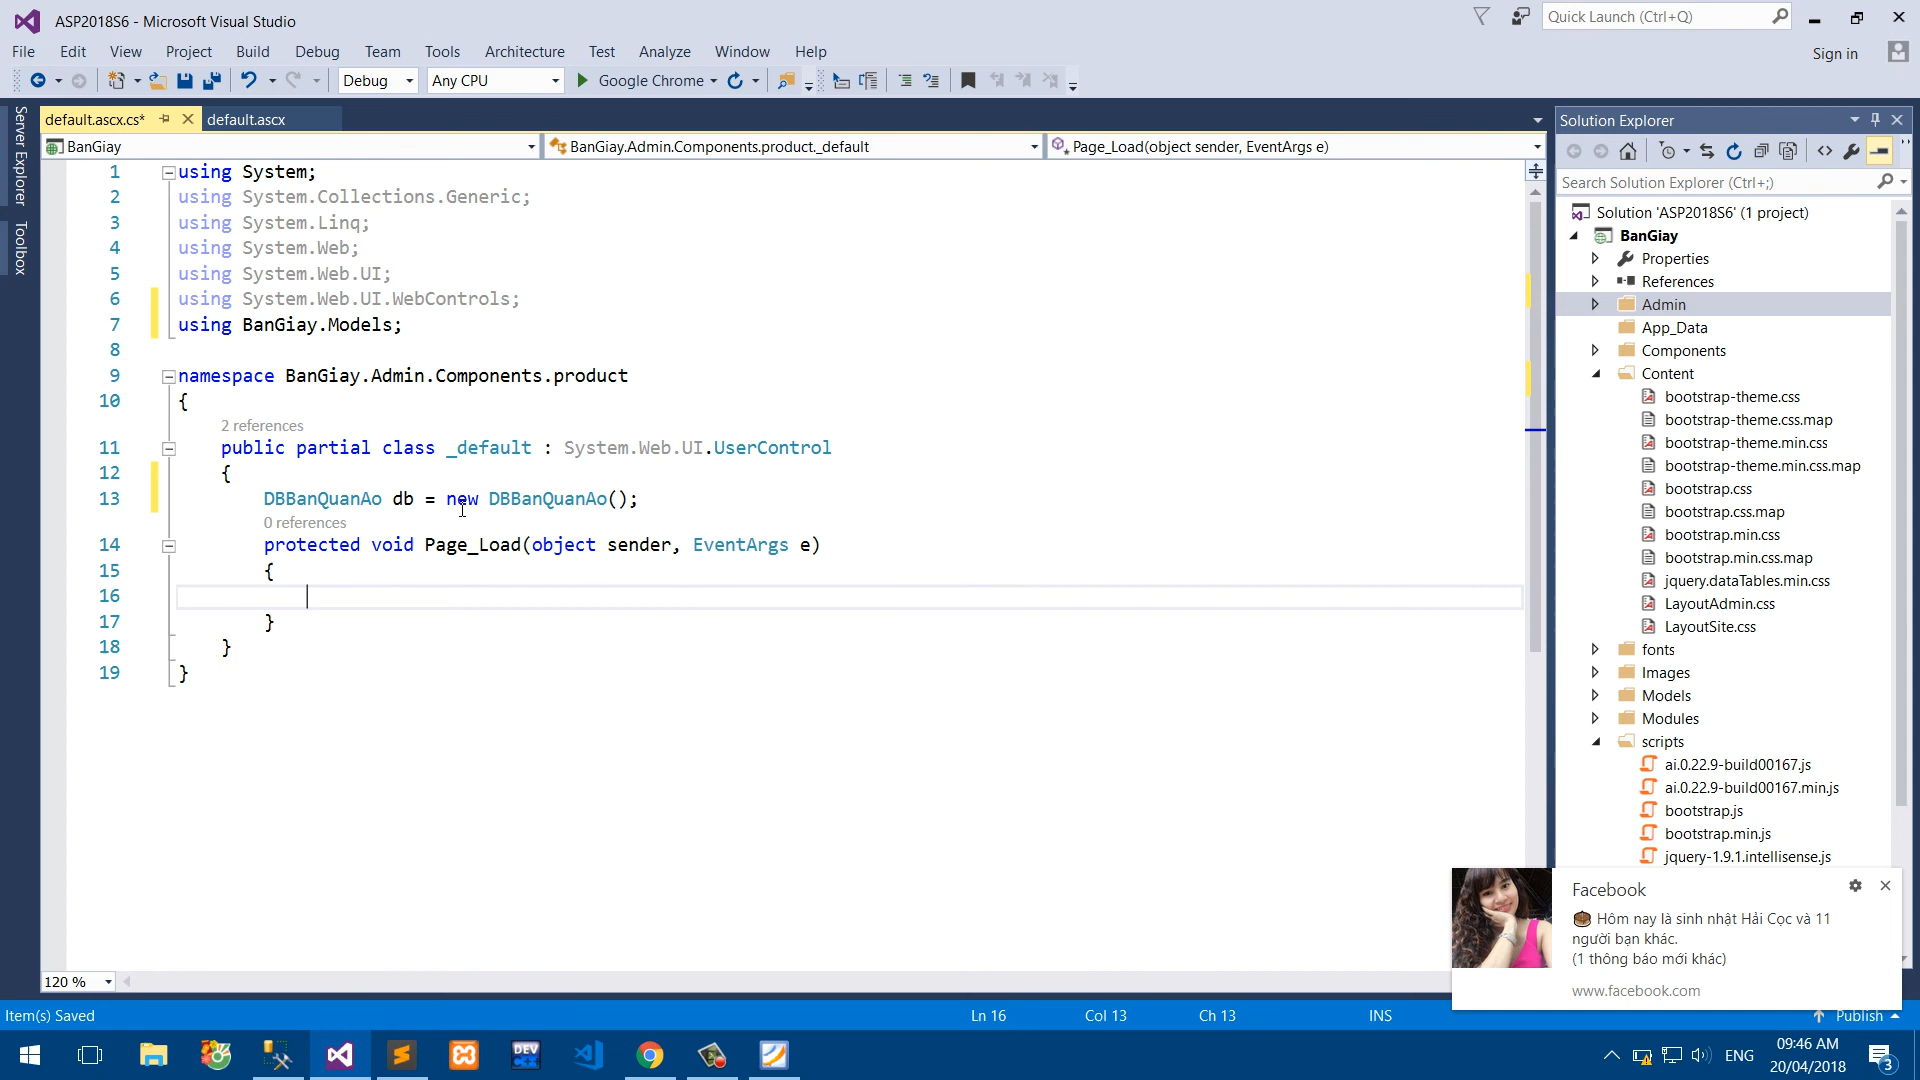 ASP2018S6 - Microsoft Visual Studio
Quick Launch (Ctrl+Q)
File Edit View Project Build Debug Team Tools Architecture Test Analyze Window Help
Sign in
Debug Any CPU Google Chrome
Server Explorer
Toolbox
default.ascx.cs* default.ascx
BanGiay BanGiay.Admin.Components.product._default Page_Load(object sender, EventArgs e)
1 using System;
2 using System.Collections.Generic;
3 using System.Linq;
4 using System.Web;
5 using System.Web.UI;
6 using System.Web.UI.WebControls;
7 using BanGiay.Models;
8
9 namespace BanGiay.Admin.Components.product
10 {
2 references
11 public partial class _default : System.Web.UI.UserControl
12 {
13 DBBanQuanAo db = new DBBanQuanAo();
0 references
14 protected void Page_Load(object sender, EventArgs e)
15 {
16
17 }
18 }
19 }
120 %
Solution Explorer
Search Solution Explorer (Ctrl+;)
Solution 'ASP2018S6' (1 project)
BanGiay
Properties
References
Admin
App_Data
Components
Content
bootstrap-theme.css
bootstrap-theme.css.map
bootstrap-theme.min.css
bootstrap-theme.min.css.map
bootstrap.css
bootstrap.css.map
bootstrap.min.css
bootstrap.min.css.map
jquery.dataTables.min.css
LayoutAdmin.css
LayoutSite.css
fonts
Images
Models
Modules
scripts
ai.0.22.9-build00167.js
ai.0.22.9-build00167.min.js
bootstrap.js
bootstrap.min.js
jquery-1.9.1.intellisense.js
Facebook
Hôm nay là sinh nhật Hải Cọc và 11
người bạn khác.
(1 thông báo mới khác)
www.facebook.com
Item(s) Saved Ln 16 Col 13 Ch 13 INS Publish
DEV C++
ENG
09:46 AM
20/04/2018
3